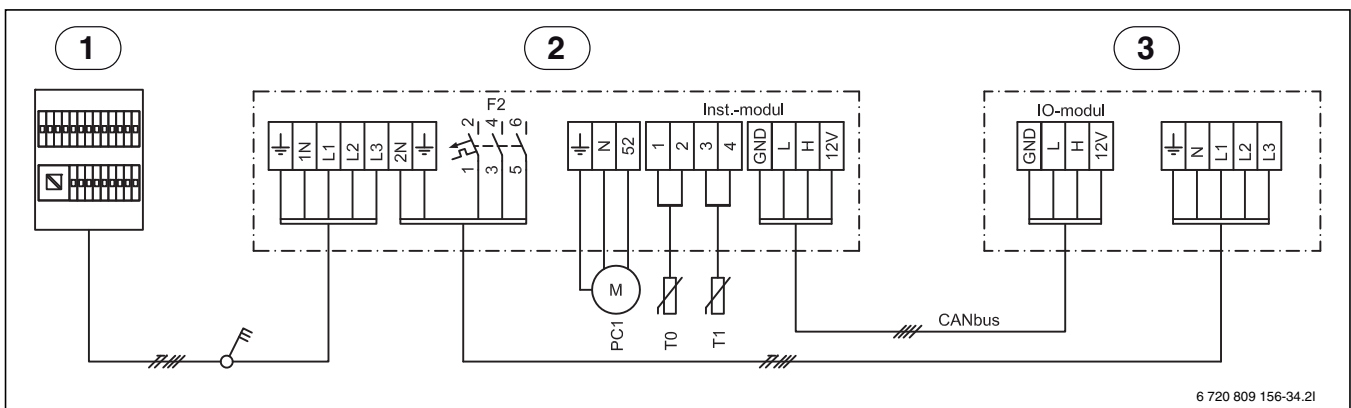 1
2
3
F2
Inst.-modul
IO-modul
1N
L1
L2
L3
2N
2
4
6
1
3
5
N
52
1
2
3
4
GND
L
H
12V
GND
L
H
12V
N
L1
L2
L3
M
PC1
T0
T1
CANbus
6 720 809 156-34.2I